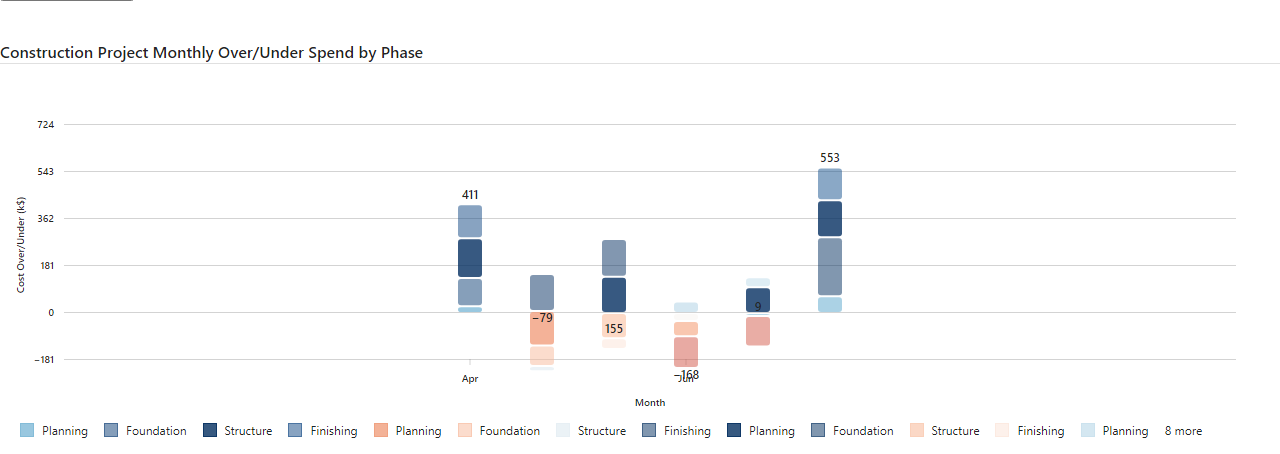 Construction Project Monthly Over/Under Spend by Phase
724
543
362
181
0
−181
Cost Over/Under (k$)
411
−79
155
−168
9
553
Apr
Jun
Month
Planning Foundation Structure Finishing Planning Foundation Structure Finishing Planning Foundation Structure Finishing Planning 8 more